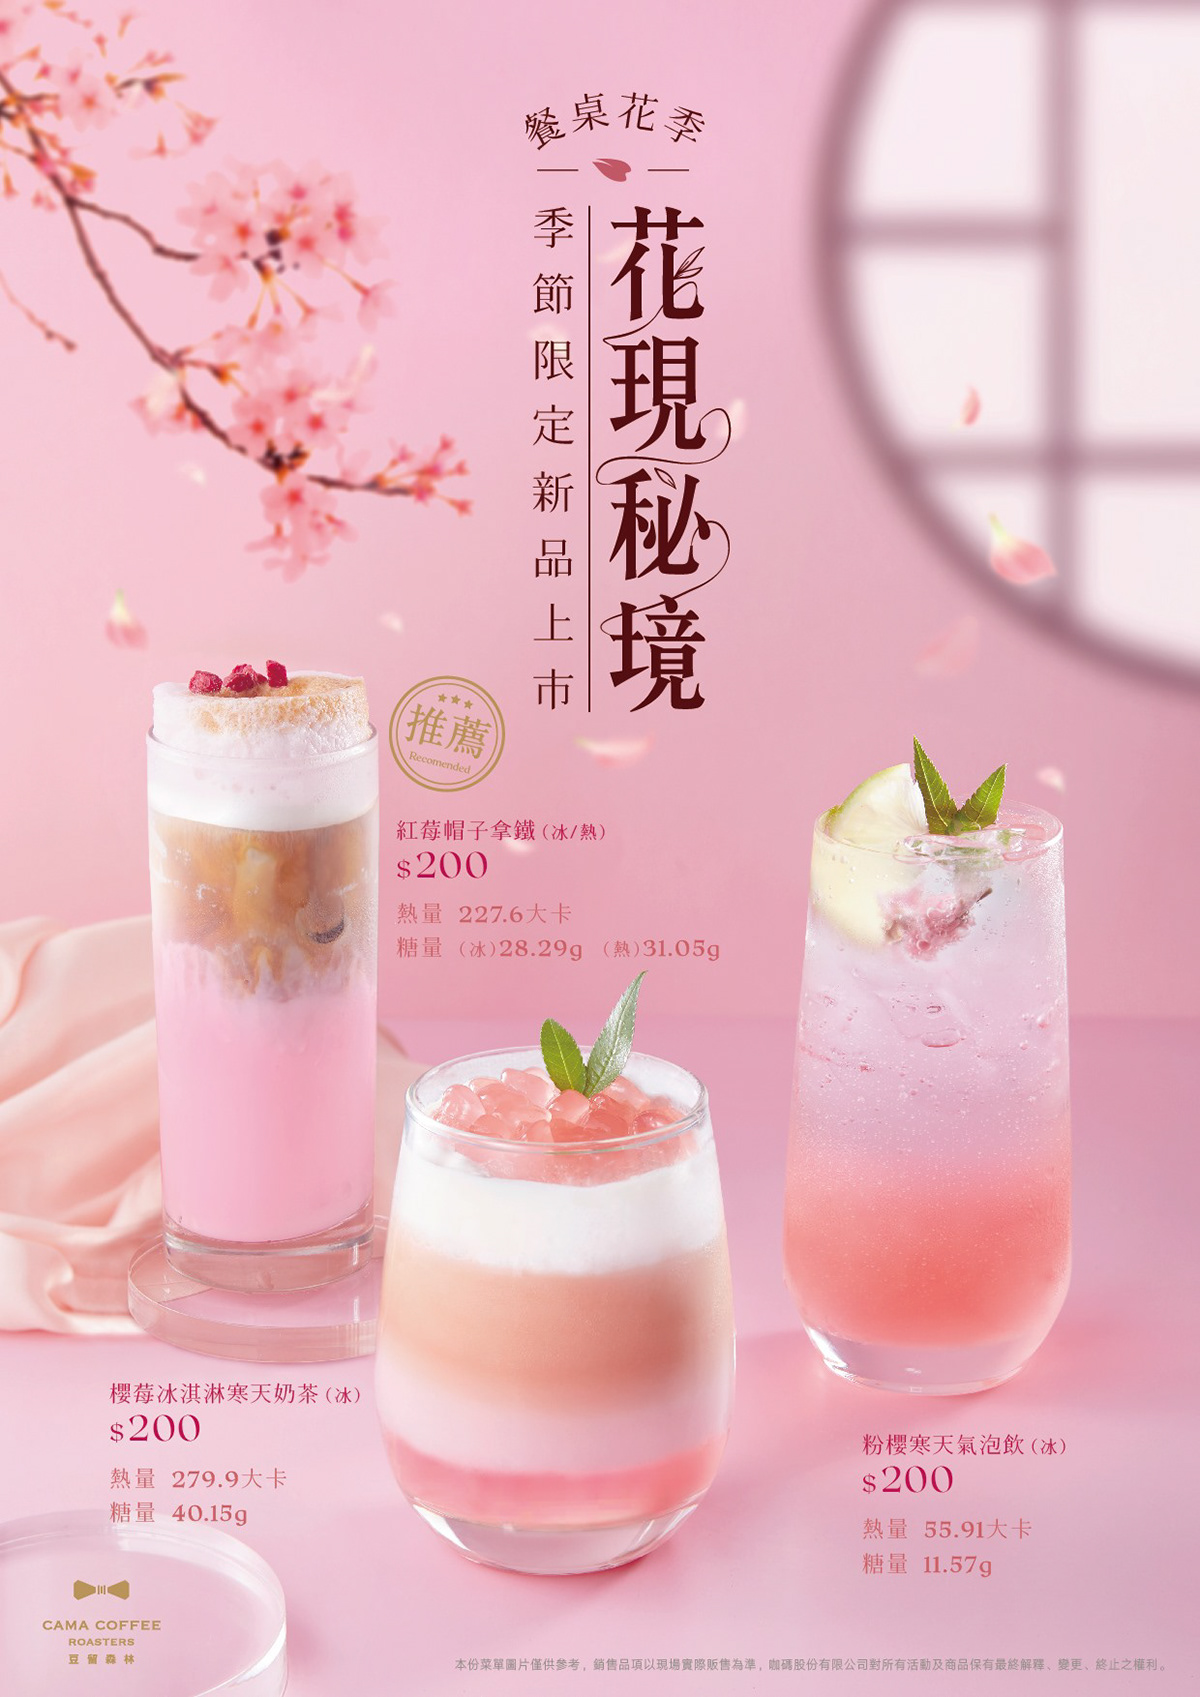 餐桌花季
花現秘境
季節限定新品上市
推薦
Recomended
紅莓帽子拿鐵(冰/熱)
$200
熱量 227.6大卡
糖量 (冰)28.29g (熱)31.05g
櫻莓冰淇淋寒天奶茶(冰)
$200
熱量 279.9大卡
糖量 40.15g
粉櫻寒天氣泡飲(冰)
$200
熱量 55.91大卡
糖量 11.57g
CAMA COFFEE
ROASTERS
豆留森林
本份菜單圖片僅供參考，銷售品項以現場實際販售為準，咖碼股份有限公司對所有活動及商品保有最終解釋、變更、終止之權利。